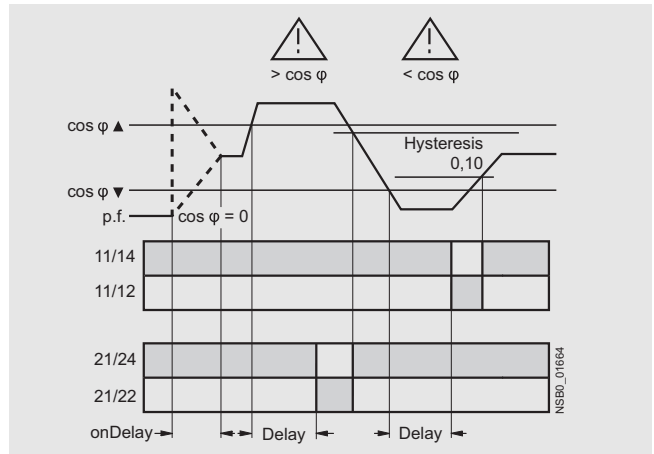 > cos φ
< cos φ
cos φ ▲
Hysteresis
0,10
cos φ ▼
p.f.
cos φ = 0
11/14
11/12
21/24
21/22
NSB0_01664
onDelay
Delay
Delay